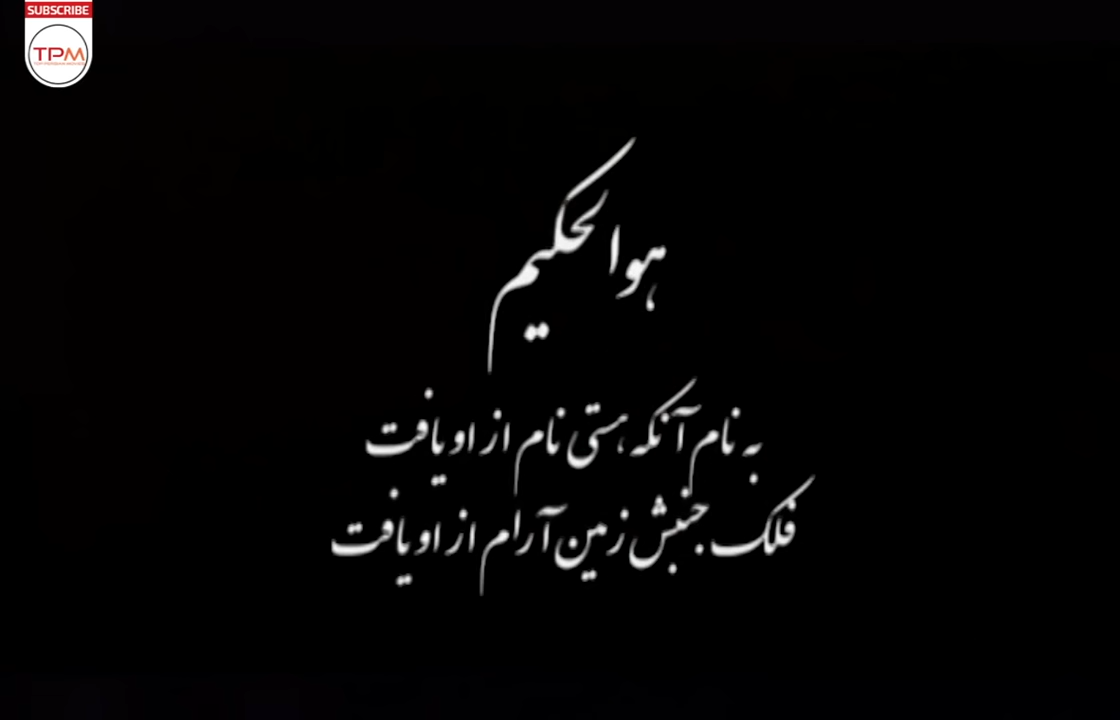 SUBSCRIBE
TPM
هوالحکیم
به نام آنکه هستی نام از او یافت
فلک جنبش زمین آرام از او یافت